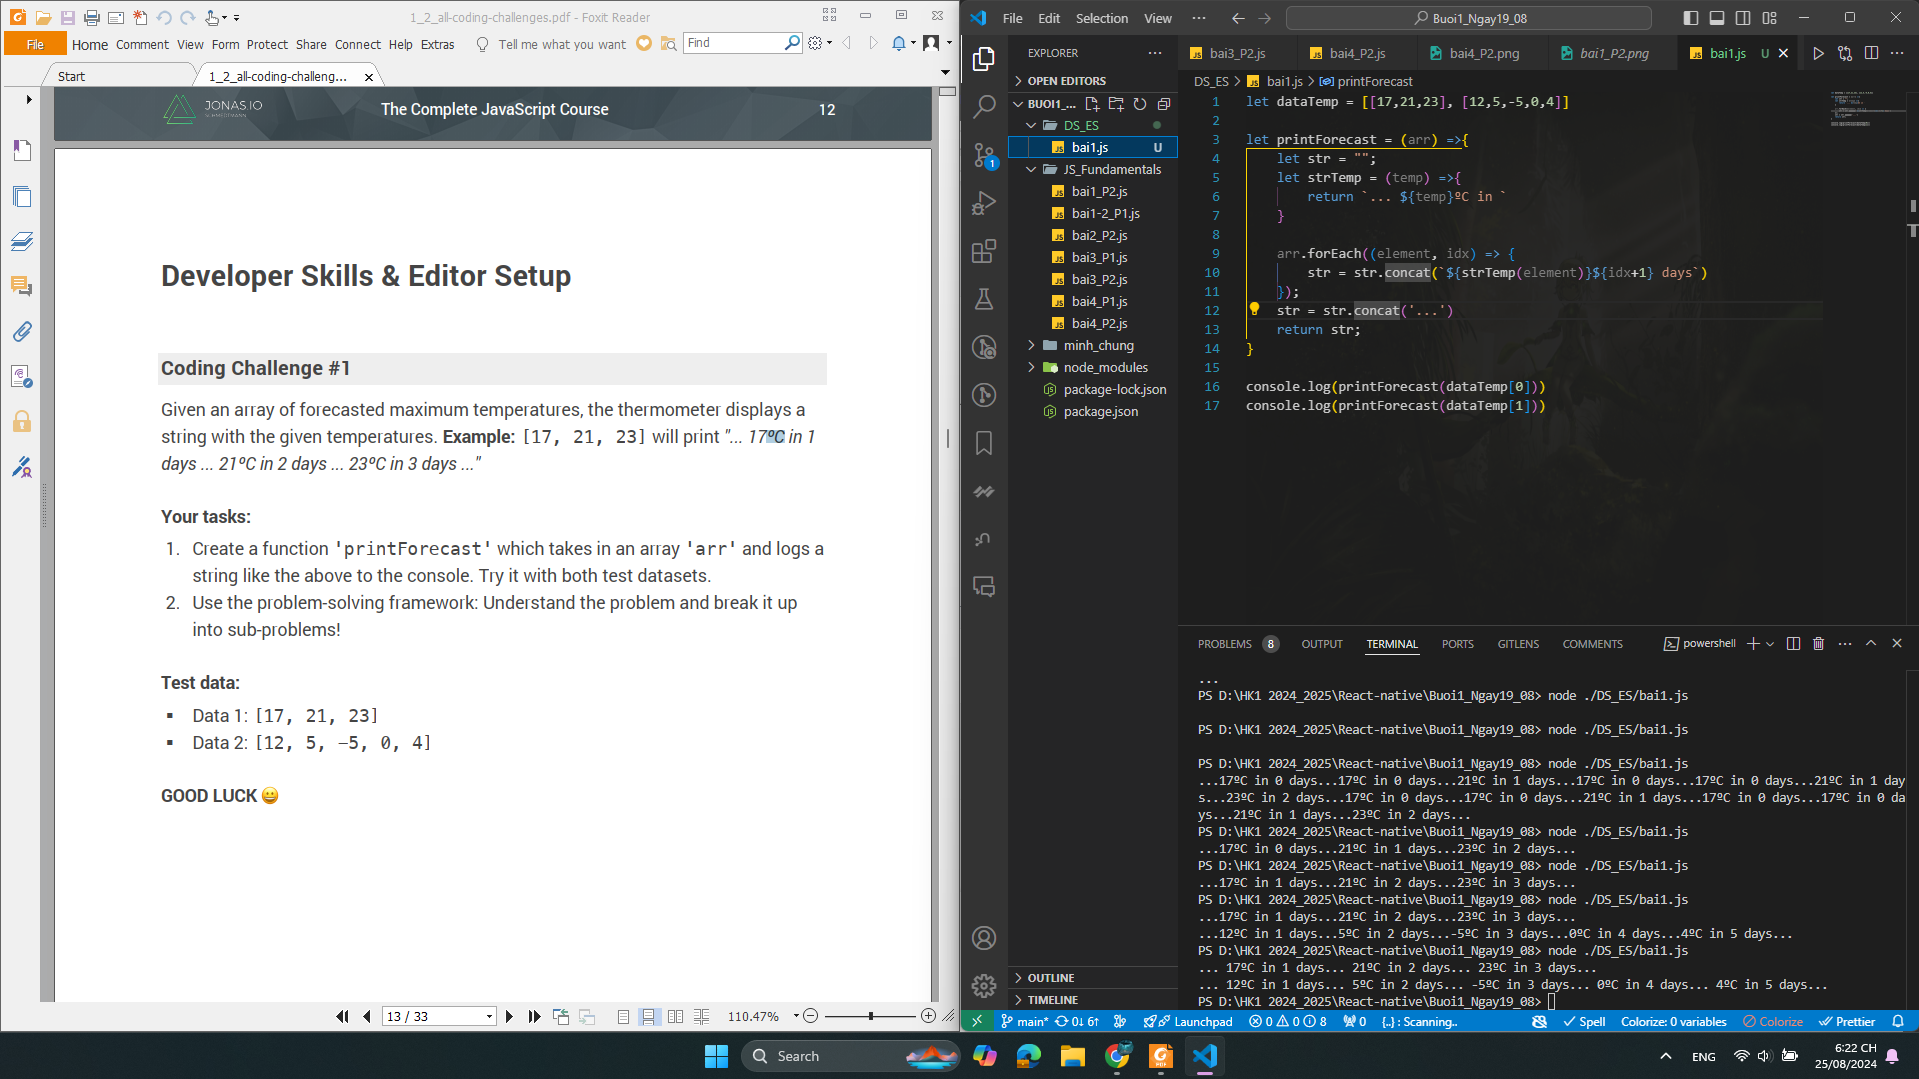 1_2_all-coding-challenges.pdf - Foxit Reader
File
Home
Comment
View
Form
Protect
Share
Connect
Help
Extras
Tell me what you want
Find
Start
1_2_all-coding-challeng...
JONAS.IO
SCHMEDTMANN
The Complete JavaScript Course
12
Developer Skills & Editor Setup
Coding Challenge #1
Given an array of forecasted maximum temperatures, the thermometer displays a
string with the given temperatures. Example: [17, 21, 23] will print "... 17ºC in 1
days ... 21ºC in 2 days ... 23ºC in 3 days ..."
Your tasks:
1. Create a function 'printForecast' which takes in an array 'arr' and logs a
string like the above to the console. Try it with both test datasets.
2. Use the problem-solving framework: Understand the problem and break it up
into sub-problems!
Test data:
▪ Data 1: [17, 21, 23]
▪ Data 2: [12, 5, −5, 0, 4]
GOOD LUCK 😀
13 / 33
110.47%
File
Edit
Selection
View
Buoi1_Ngay19_08
EXPLORER
OPEN EDITORS
BUOI1_...
DS_ES
bai1.js U
JS_Fundamentals
bai1_P2.js
bai1-2_P1.js
bai2_P2.js
bai3_P1.js
bai3_P2.js
bai4_P1.js
bai4_P2.js
minh_chung
node_modules
package-lock.json
package.json
OUTLINE
TIMELINE
1
bai3_P2.js
bai4_P2.js
bai4_P2.png
bai1_P2.png
bai1.js U
DS_ES > bai1.js > printForecast
1 let dataTemp = [[17,21,23], [12,5,-5,0,4]]
2
3 let printForecast = (arr) =>{
4 let str = "";
5 let strTemp = (temp) =>{
6 return `... ${temp}ºC in `
7 }
8
9 arr.forEach((element, idx) => {
10 str = str.concat(`${strTemp(element)}${idx+1} days`)
11 });
12 str = str.concat('...')
13 return str;
14 }
15
16 console.log(printForecast(dataTemp[0]))
17 console.log(printForecast(dataTemp[1]))
PROBLEMS 8
OUTPUT
TERMINAL
PORTS
GITLENS
COMMENTS
powershell
...
PS D:\HK1 2024_2025\React-native\Buoi1_Ngay19_08> node ./DS_ES/bai1.js
PS D:\HK1 2024_2025\React-native\Buoi1_Ngay19_08> node ./DS_ES/bai1.js
PS D:\HK1 2024_2025\React-native\Buoi1_Ngay19_08> node ./DS_ES/bai1.js
...17ºC in 0 days...17ºC in 0 days...21ºC in 1 days...17ºC in 0 days...17ºC in 0 days...21ºC in 1 day
s...23ºC in 2 days...17ºC in 0 days...17ºC in 0 days...21ºC in 1 days...17ºC in 0 days...17ºC in 0 da
ys...21ºC in 1 days...23ºC in 2 days...
PS D:\HK1 2024_2025\React-native\Buoi1_Ngay19_08> node ./DS_ES/bai1.js
...17ºC in 0 days...21ºC in 1 days...23ºC in 2 days...
PS D:\HK1 2024_2025\React-native\Buoi1_Ngay19_08> node ./DS_ES/bai1.js
...17ºC in 1 days...21ºC in 2 days...23ºC in 3 days...
PS D:\HK1 2024_2025\React-native\Buoi1_Ngay19_08> node ./DS_ES/bai1.js
...17ºC in 1 days...21ºC in 2 days...23ºC in 3 days...
...12ºC in 1 days...5ºC in 2 days...-5ºC in 3 days...0ºC in 4 days...4ºC in 5 days...
PS D:\HK1 2024_2025\React-native\Buoi1_Ngay19_08> node ./DS_ES/bai1.js
... 17ºC in 1 days... 21ºC in 2 days... 23ºC in 3 days...
... 12ºC in 1 days... 5ºC in 2 days... -5ºC in 3 days... 0ºC in 4 days... 4ºC in 5 days...
PS D:\HK1 2024_2025\React-native\Buoi1_Ngay19_08>
main* 0↓ 6↑ Launchpad 0 0 8 0 {..} : Scanning.. Spell Colorize: 0 variables Colorize Prettier
Search
ENG
6:22 CH
25/08/2024